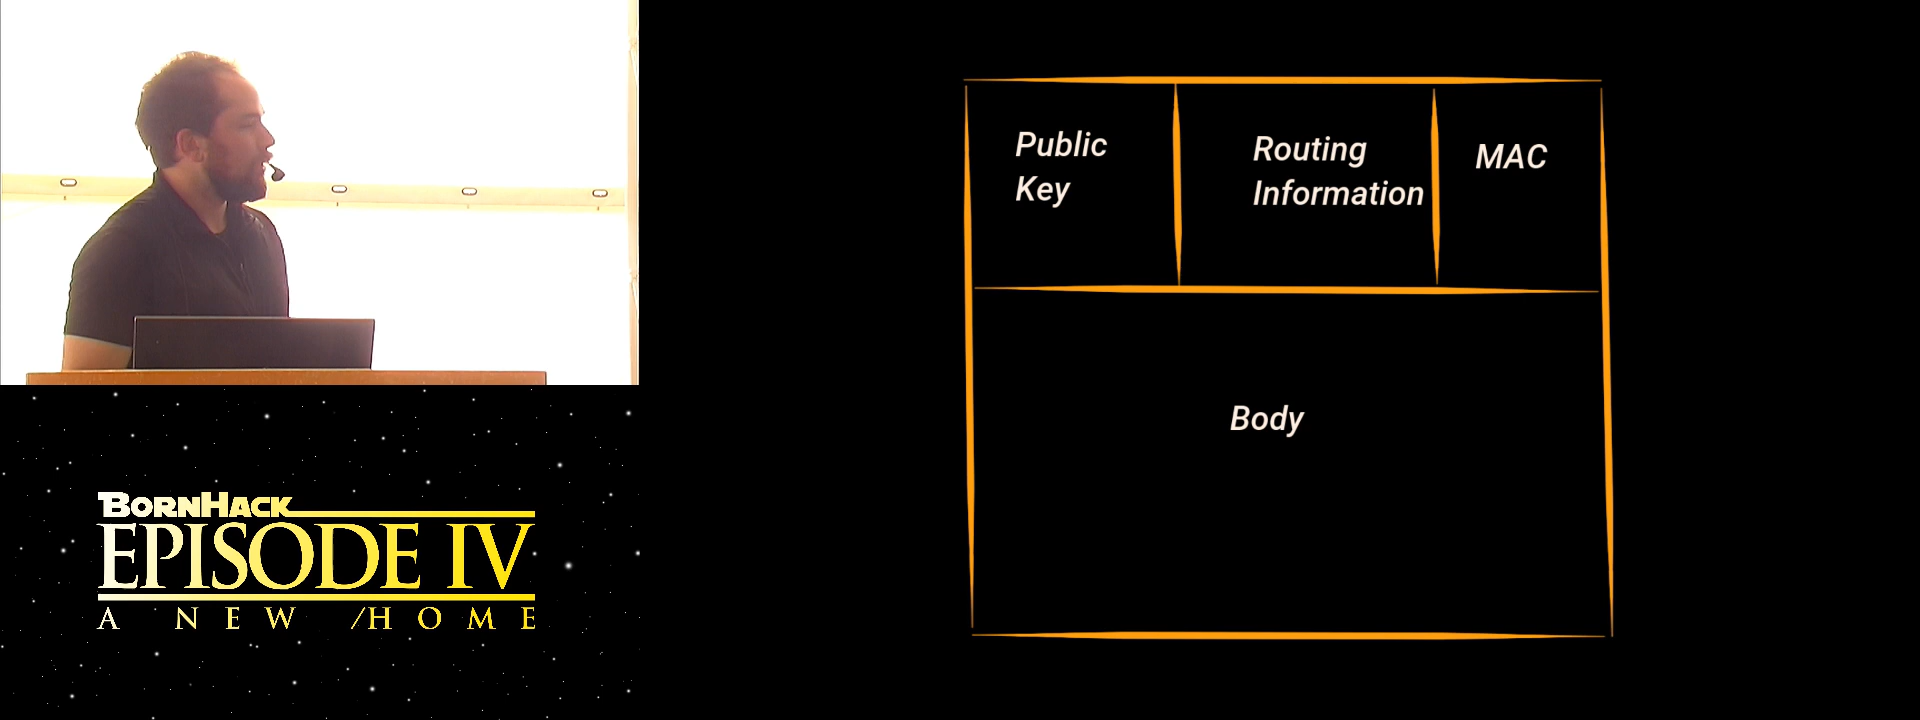 Public
Key
Routing
Information
MAC
Body
BORNHACK
EPISODE IV
A NEW /HOME